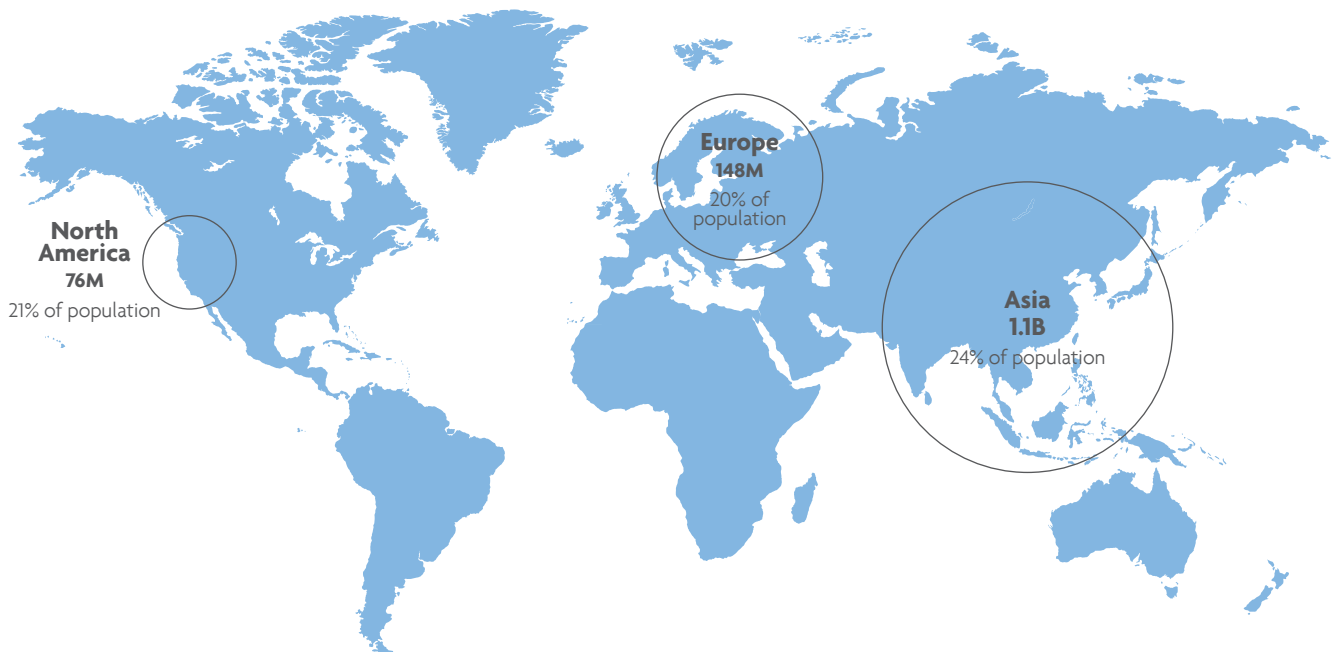 North
America
76M
21% of population
Europe
148M
20% of
population
Asia
1.1B
24% of population